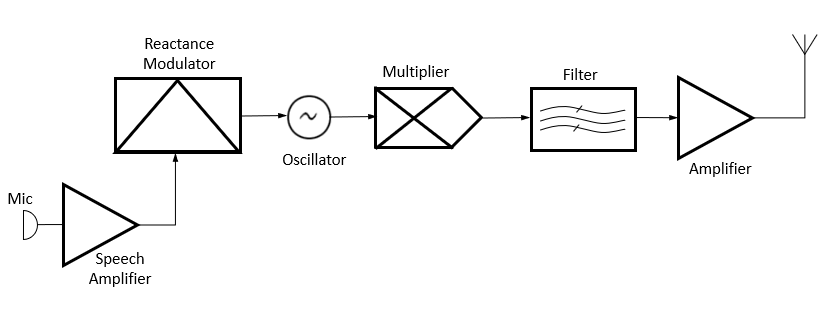 Reactance
Modulator
Multiplier
Filter
Oscillator
Amplifier
Mic
Speech
Amplifier